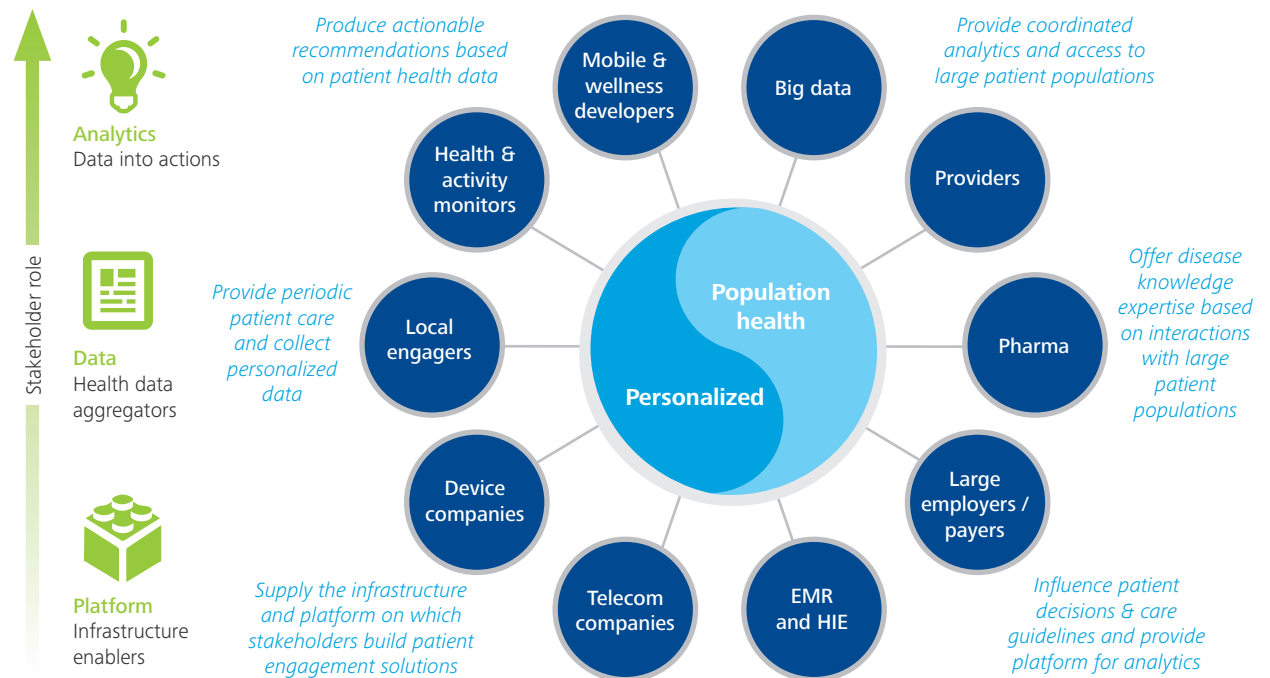 Stakeholder role
Analytics
Data into actions
Data
Health data
aggregators
Platform
Infrastructure
enablers
Produce actionable
recommendations based
on patient health data
Mobile &
wellness
developers
Big data
Provide coordinated
analytics and access to
large patient populations
Health &
activity
monitors
Providers
Provide periodic
patient care
and collect
personalized
data
Local
engagers
Population
health
Personalized
Pharma
Offer disease
knowledge
expertise based
on interactions
with large
patient
populations
Device
companies
Large
employers /
payers
Supply the infrastructure
and platform on which
stakeholders build patient
engagement solutions
Telecom
companies
EMR
and HIE
Influence patient
decisions & care
guidelines and provide
platform for analytics